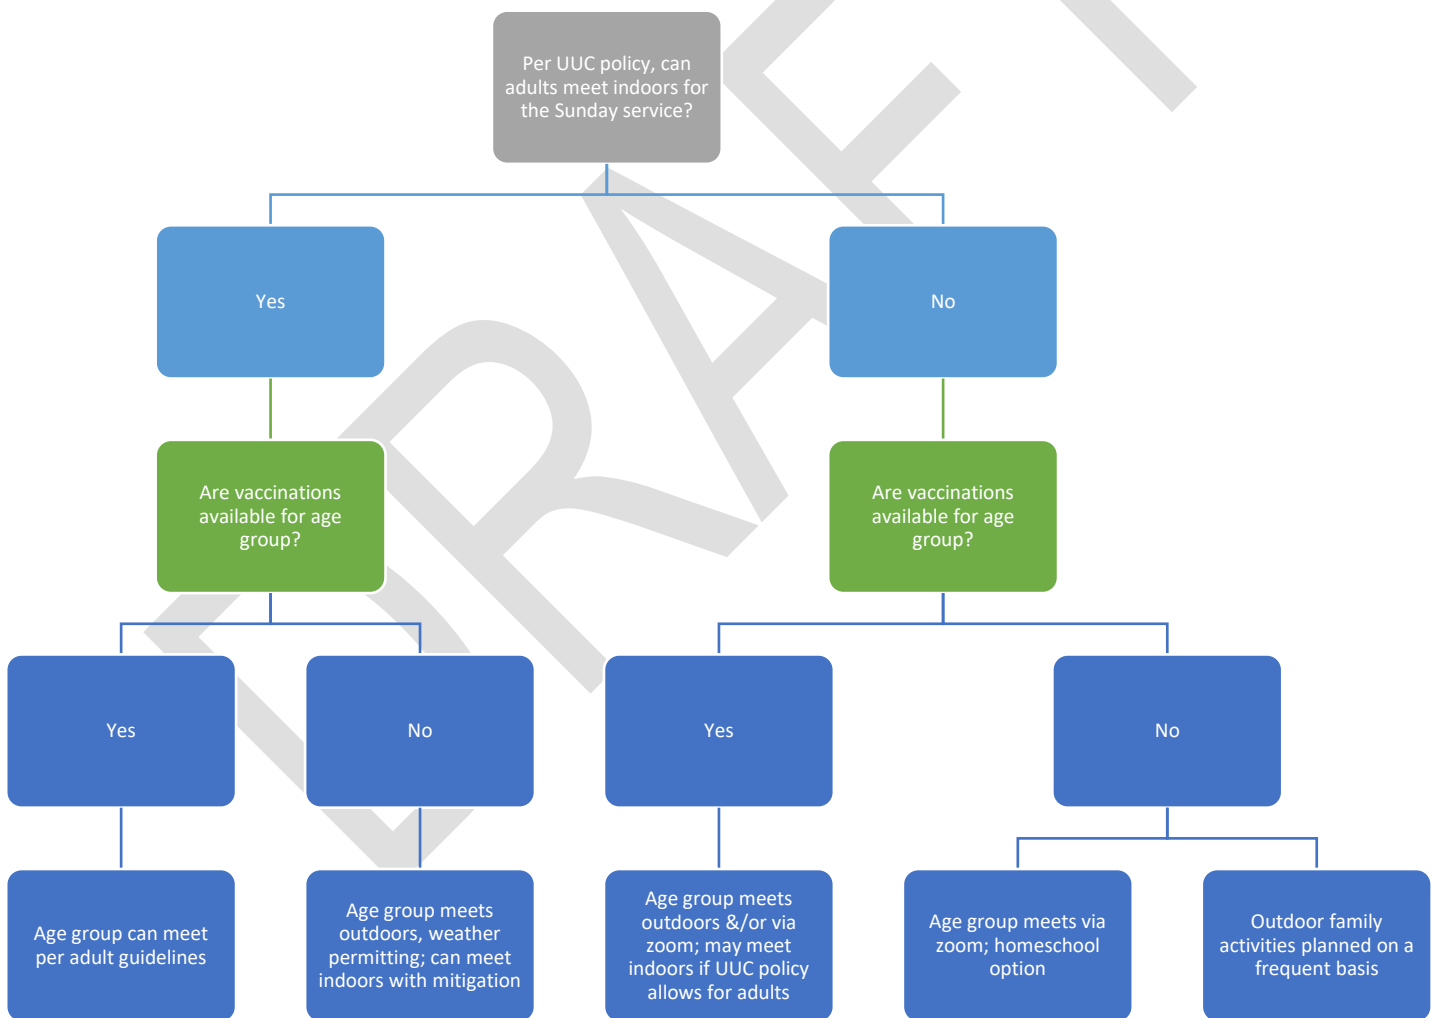 Per UUC policy, can
adults meet indoors for
the Sunday service?
Yes
No
Are vaccinations
available for age
group?
Are vaccinations
available for age
group?
Yes
No
Yes
No
Age group can meet
per adult guidelines
Age group meets
outdoors, weather
permitting; can meet
indoors with mitigation
Age group meets
outdoors &/or via
zoom; may meet
indoors if UUC policy
allows for adults
Age group meets via
zoom; homeschool
option
Outdoor family
activities planned on a
frequent basis
DRAFT